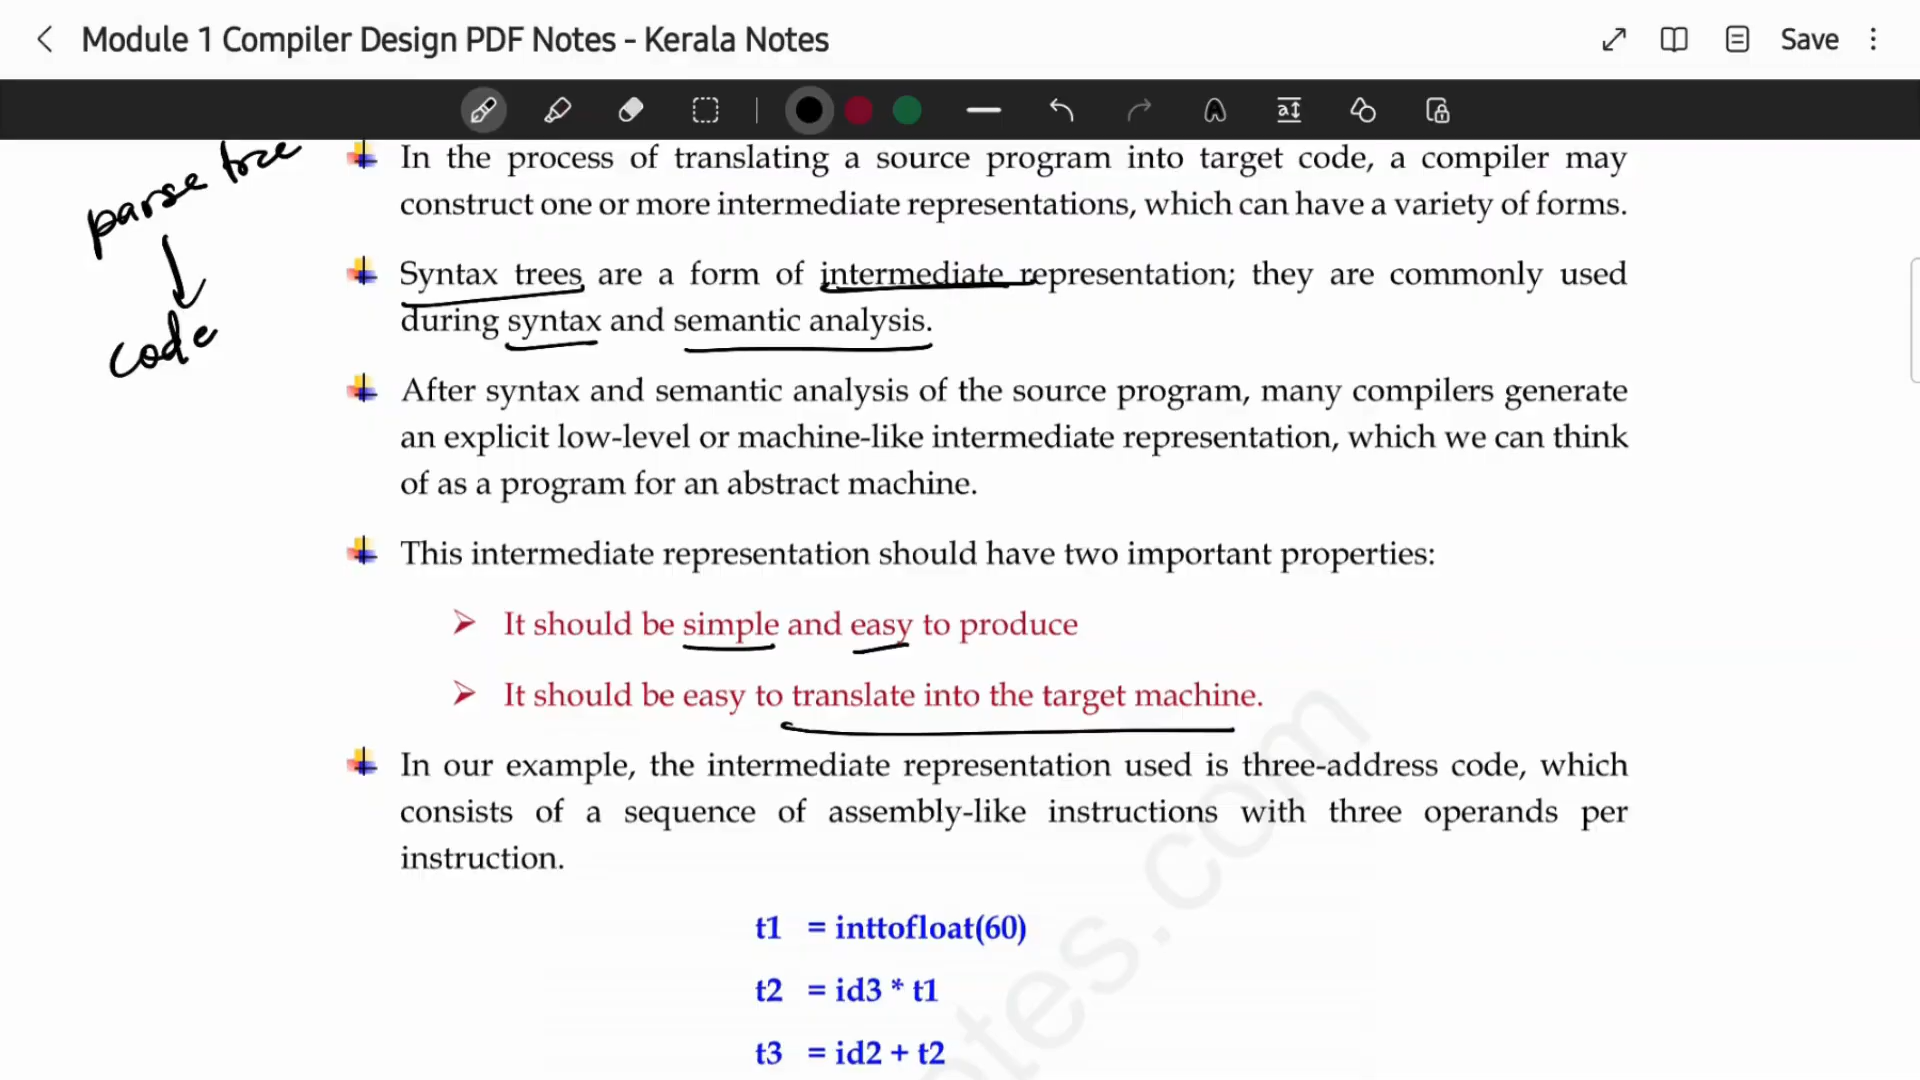 Module 1 Compiler Design PDF Notes - Kerala Notes
Save
parse tree
code
In the process of translating a source program into target code, a compiler may
construct one or more intermediate representations, which can have a variety of forms.
Syntax trees are a form of intermediate representation; they are commonly used
during syntax and semantic analysis.
After syntax and semantic analysis of the source program, many compilers generate
an explicit low-level or machine-like intermediate representation, which we can think
of as a program for an abstract machine.
This intermediate representation should have two important properties:
It should be simple and easy to produce
It should be easy to translate into the target machine.
In our example, the intermediate representation used is three-address code, which
consists of a sequence of assembly-like instructions with three operands per
instruction.
t1 = inttofloat(60)
t2 = id3 * t1
t3 = id2 + t2
otes.com